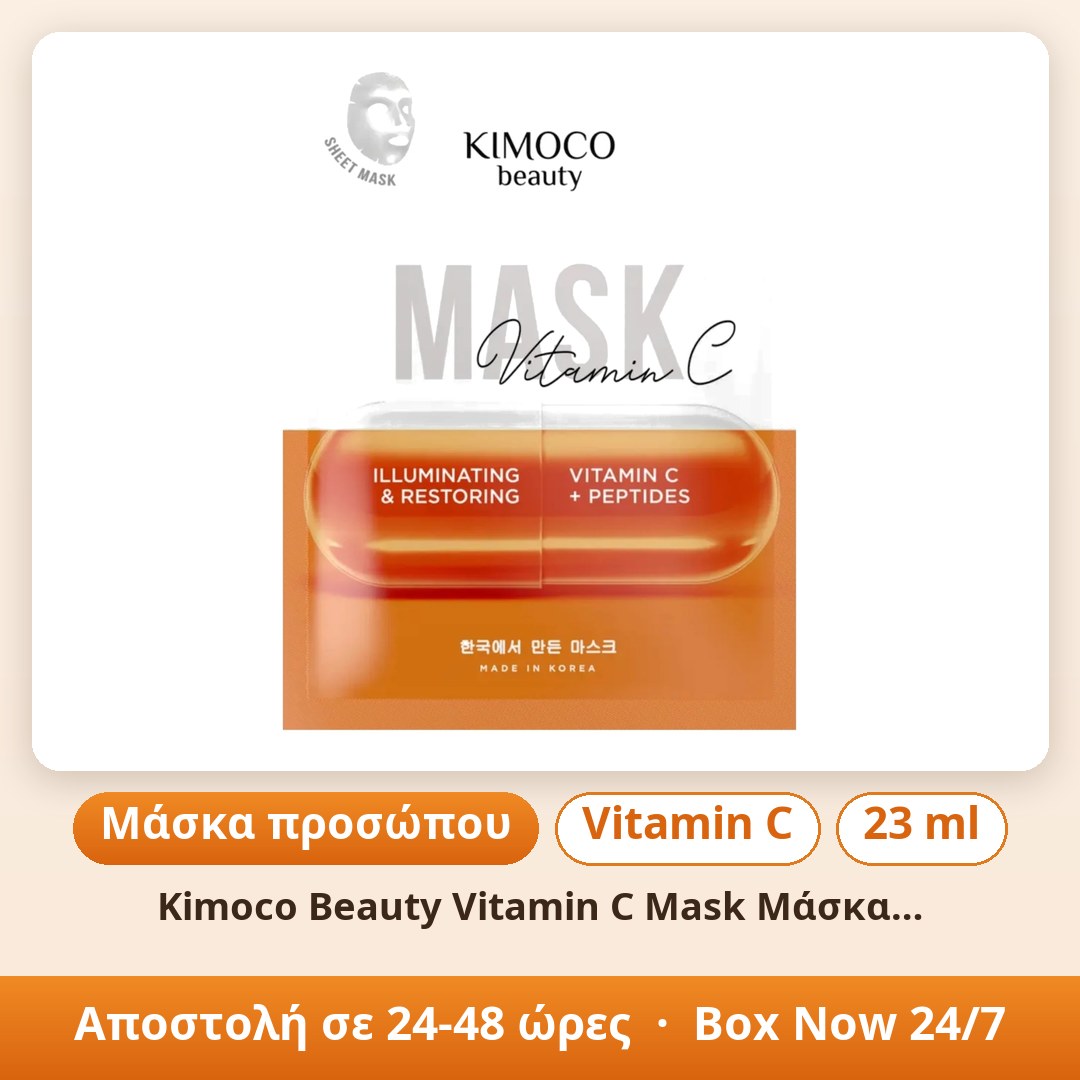 SHEET MASK
KIMOCO
beauty
MASK
Vitamin C
ILLUMINATING
& RESTORING
VITAMIN C
+ PEPTIDES
한국에서 만든 마스크
MADE IN KOREA
Μάσκα προσώπου
Vitamin C
23 ml
Kimoco Beauty Vitamin C Mask Μάσκα...
Αποστολή σε 24-48 ώρες · Box Now 24/7